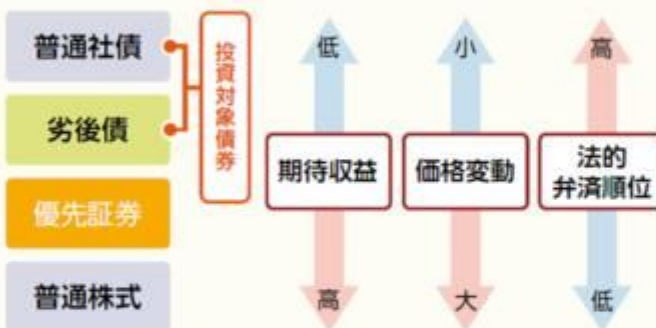 普通社債
劣後債
優先証券
普通株式
投資対象債券
低
期待収益
高
小
価格変動
大
高
法的
弁済順位
低